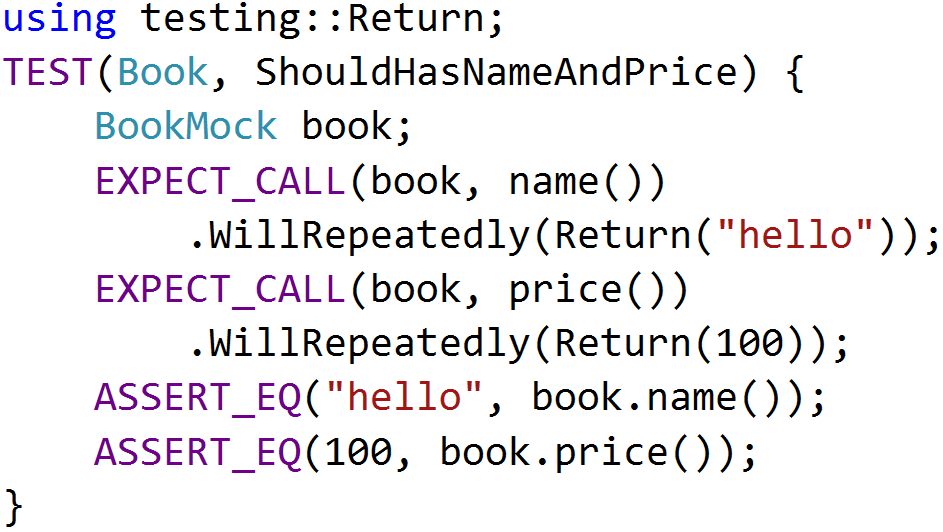 using testing::Return;
TEST(Book, ShouldHasNameAndPrice) {
    BookMock book;
    EXPECT_CALL(book, name())
        .WillRepeatedly(Return("hello"));
    EXPECT_CALL(book, price())
        .WillRepeatedly(Return(100));
    ASSERT_EQ("hello", book.name());
    ASSERT_EQ(100, book.price());
}